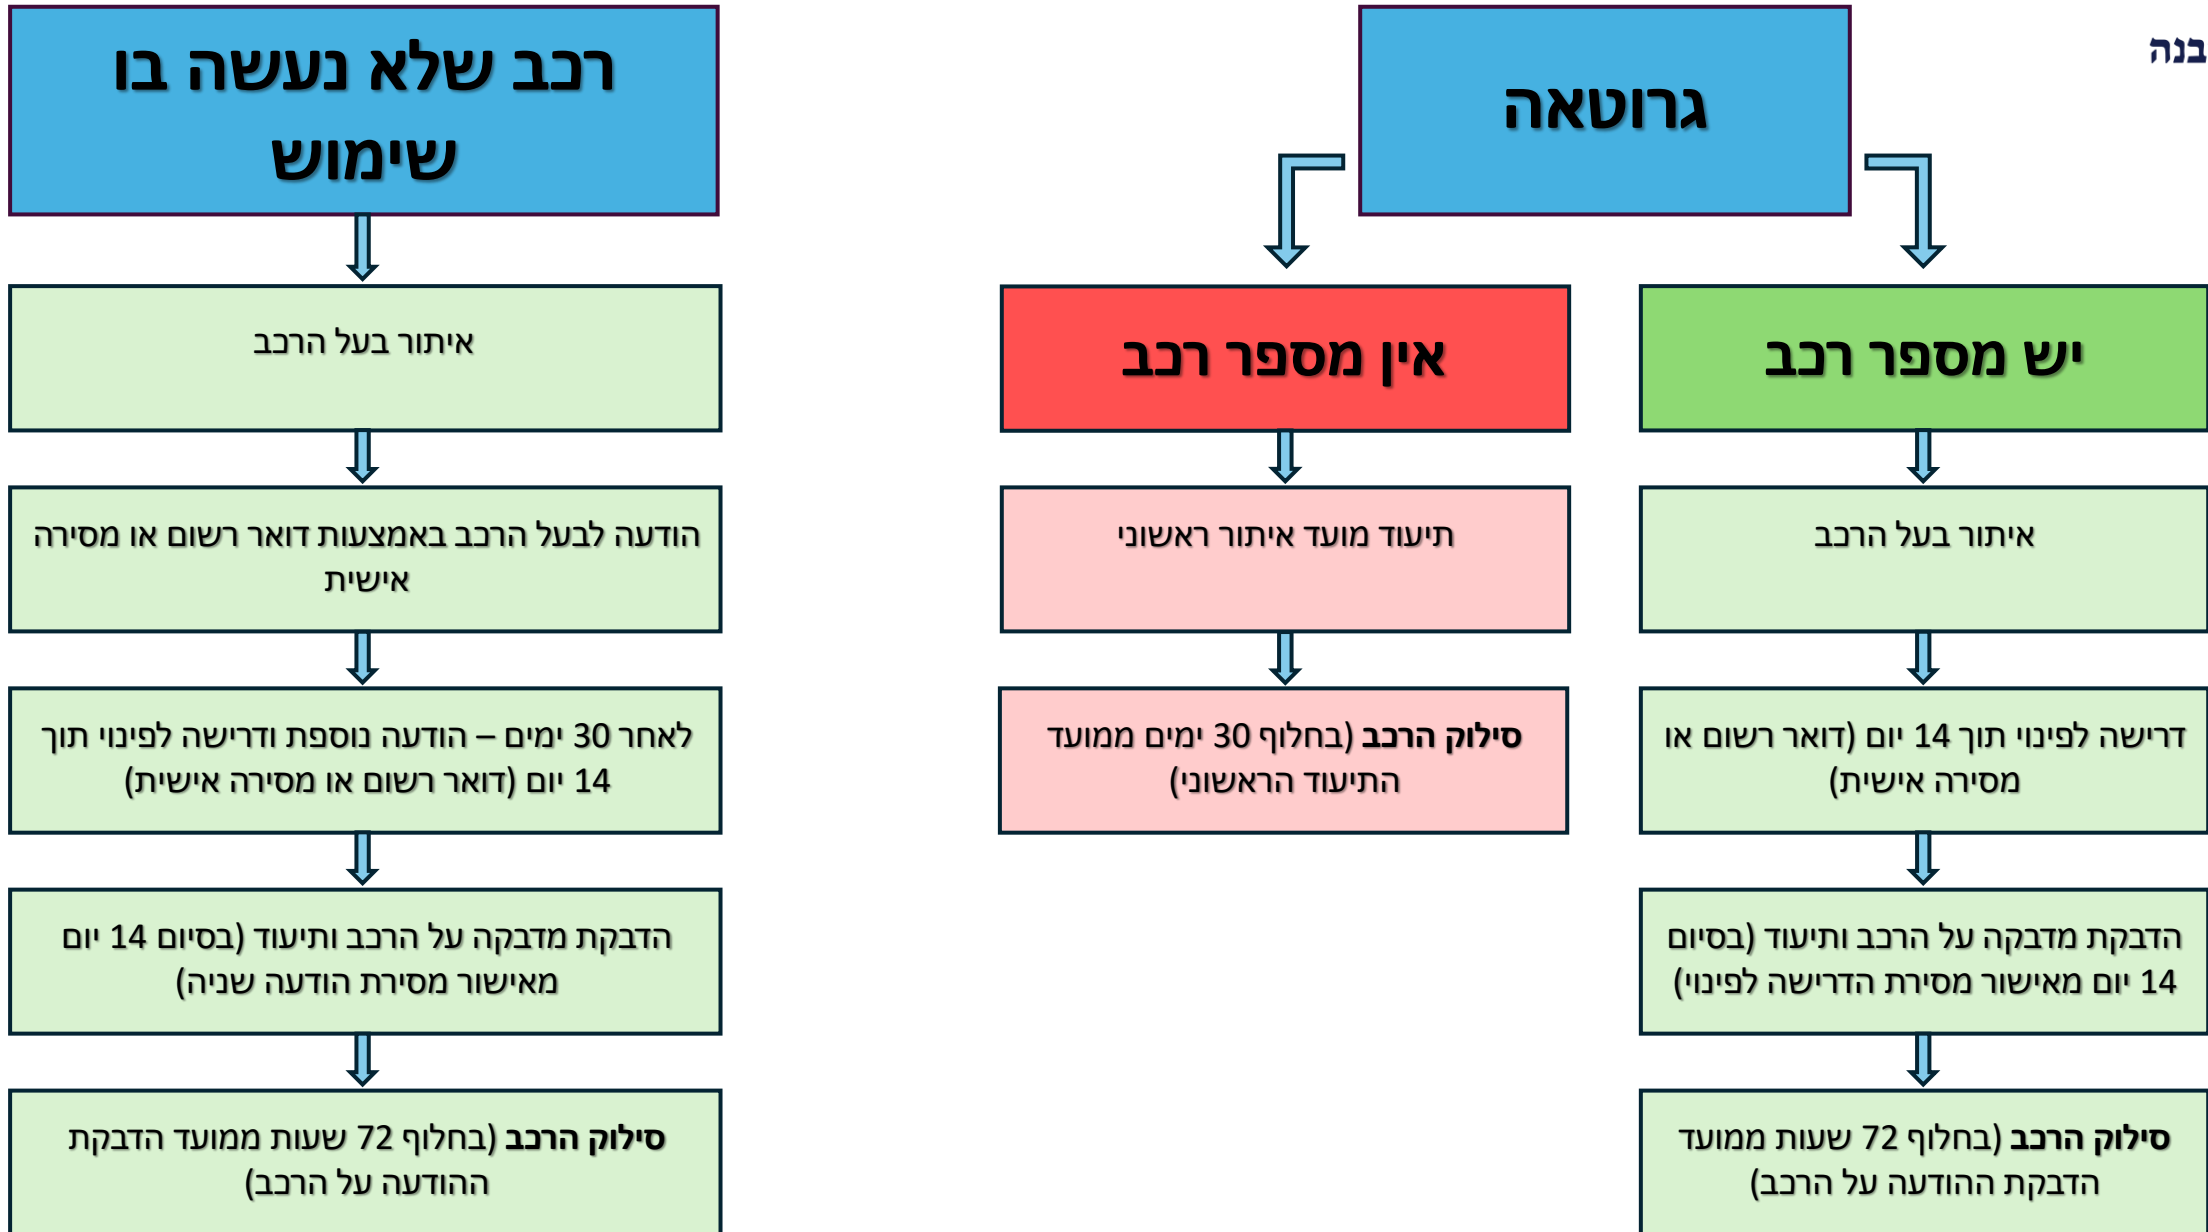 בנה
גרוטאה
יש מספר רכב
איתור בעל הרכב
דרישה לפינוי תוך 14 יום (דואר רשום או
מסירה אישית)
הדבקת מדבקה על הרכב ותיעוד (בסיום
14 יום מאישור מסירת הדרישה לפינוי)
סילוק הרכב (בחלוף 72 שעות ממועד
הדבקת ההודעה על הרכב)
אין מספר רכב
תיעוד מועד איתור ראשוני
סילוק הרכב (בחלוף 30 ימים ממועד
התיעוד הראשוני)
רכב שלא נעשה בו
שימוש
איתור בעל הרכב
הודעה לבעל הרכב באמצעות דואר רשום או מסירה
אישית
לאחר 30 ימים – הודעה נוספת ודרישה לפינוי תוך
14 יום (דואר רשום או מסירה אישית)
הדבקת מדבקה על הרכב ותיעוד (בסיום 14 יום
מאישור מסירת הודעה שניה)
סילוק הרכב (בחלוף 72 שעות ממועד הדבקת
ההודעה על הרכב)